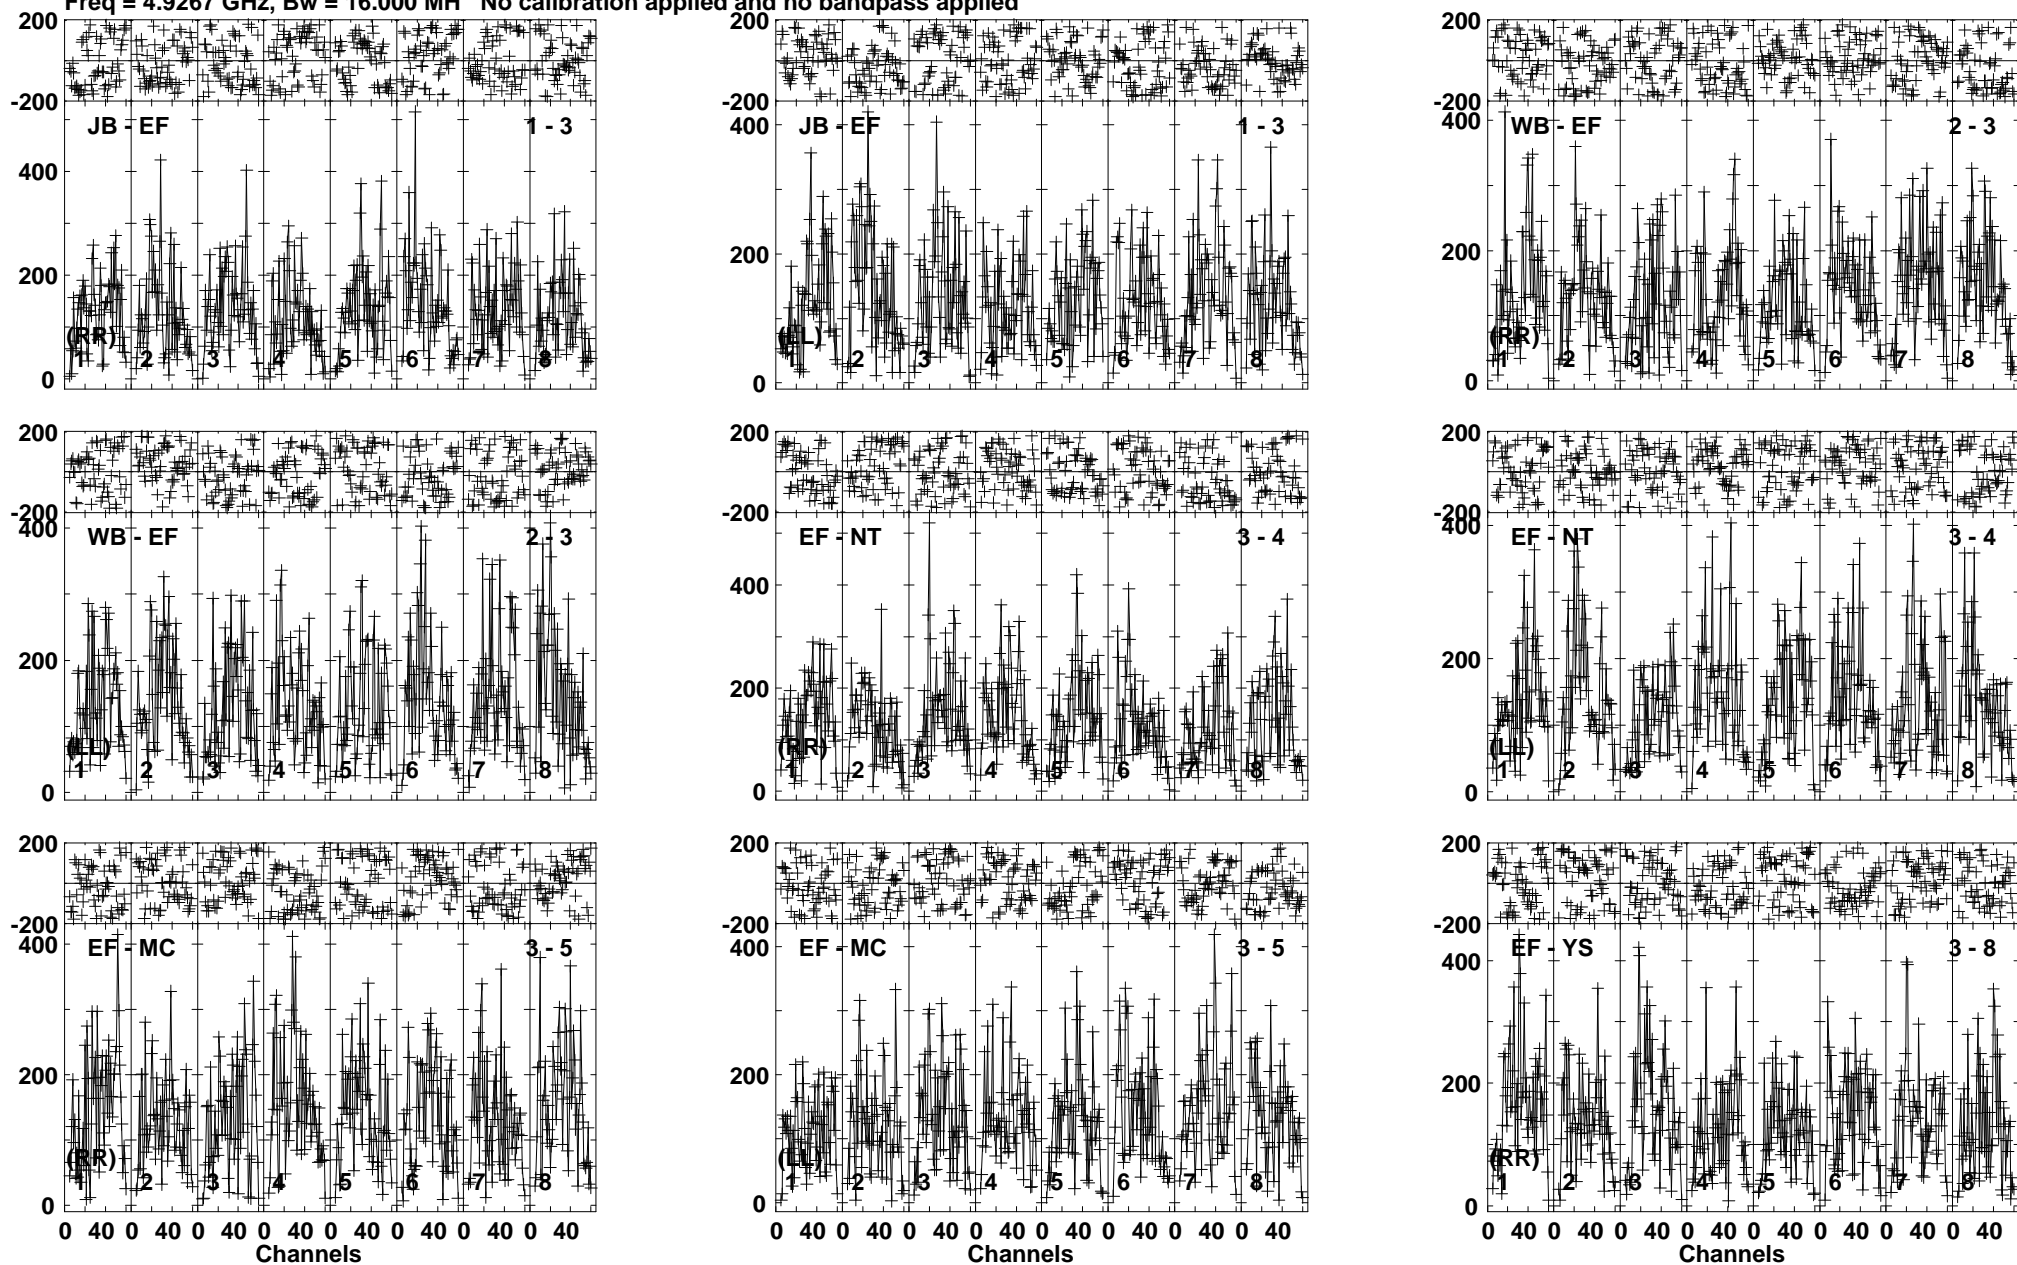 Freq = 4.9267 GHz, Bw = 16.000 MH No calibration applied and no bandpass applied
200 200 200
-200 -200 -200
JB - EF 1 - 3 JB - EF 1 - 3 WB - EF 2 - 3
400 400 400
200 200 200
(RR) (LL) (RR)
1 2 3 4 5 6 7 8 1 2 3 4 5 6 7 8 1 2 3 4 5 6 7 8
0 0 0
200 200 200
-200 -200 -200
WB - EF 2 - 3 EF - NT 3 - 4 EF - NT 3 - 4
400 400 400
200 200 200
(LL) (RR) (LL)
1 2 3 4 5 6 7 8 1 2 3 4 5 6 7 8 1 2 3 4 5 6 7 8
0 0 0
200 200 200
-200 -200 -200
EF - MC 3 - 5 EF - MC 3 - 5 EF - YS 3 - 8
400 400 400
200 200 200
(RR) (LL) (RR)
1 2 3 4 5 6 7 8 1 2 3 4 5 6 7 8 1 2 3 4 5 6 7 8
0 0 0
0 40 0 40 0 40 0 40 0 40 0 40 0 40 0 40 0 40 0 40 0 40 0 40 0 40 0 40 0 40 0 40 0 40 0 40 0 40 0 40 0 40 0 40 0 40 0 40
Channels Channels Channels